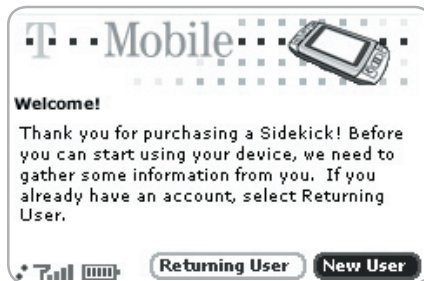 T - - Mobile
Welcome!
Thank you for purchasing a Sidekick! Before
you can start using your device, we need to
gather some information from you. If you
already have an account, select Returning
User.
Returning User New User